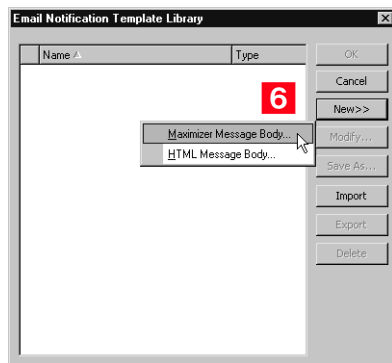 Email Notification Template Library
Name Type
OK
Cancel
6
New>>
Maximizer Message Body...
Modify...
HTML Message Body...
Save As...
Import
Export
Delete